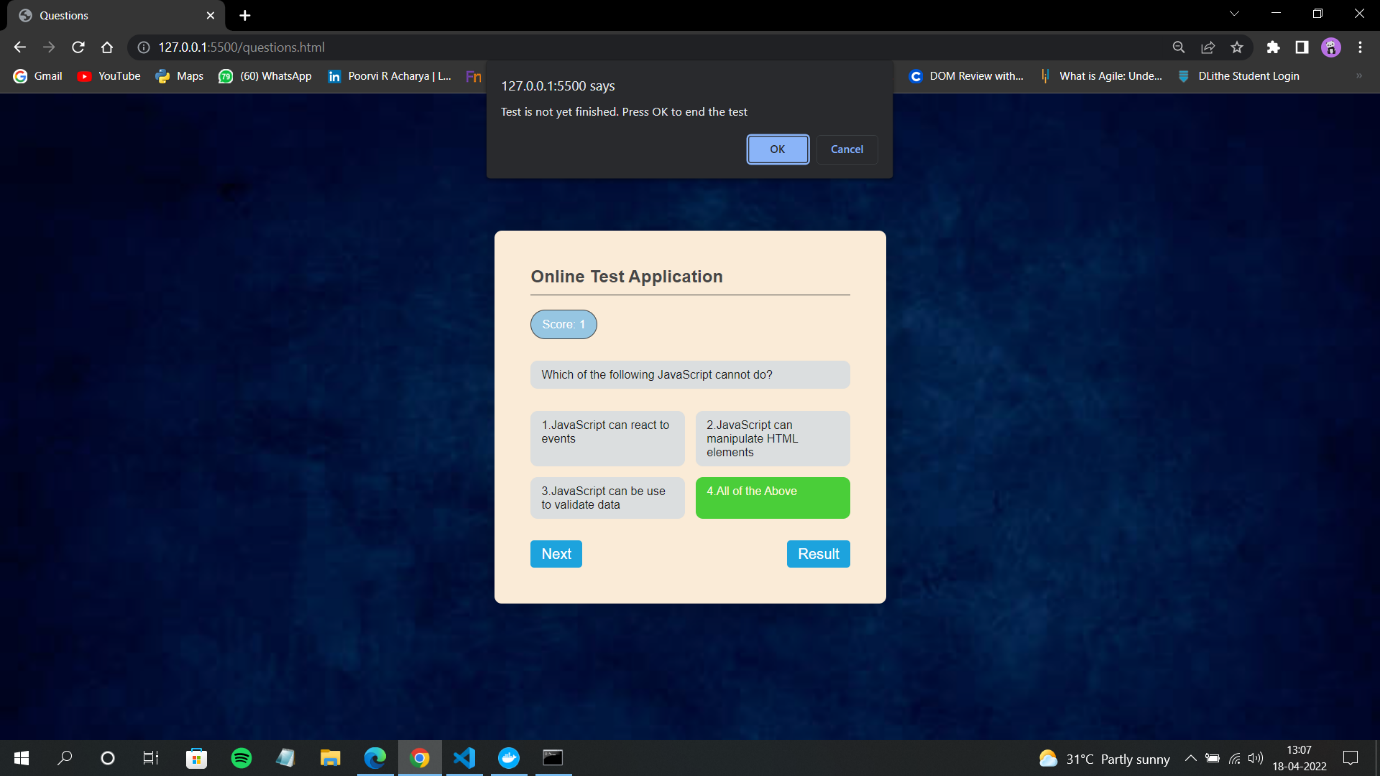 Questions
127.0.0.1:5500/questions.html
Gmail
YouTube
Maps
79
(60) WhatsApp
in
Poorvi R Acharya | L...
Fn
DOM Review with...
What is Agile: Unde...
DLithe Student Login
»
127.0.0.1:5500 says
Test is not yet finished. Press OK to end the test
OK
Cancel
Online Test Application
Score: 1
Which of the following JavaScript cannot do?
1.JavaScript can react to
events
2.JavaScript can
manipulate HTML
elements
3.JavaScript can be use
to validate data
4.All of the Above
Next
Result
31°C Partly sunny
13:07
18-04-2022